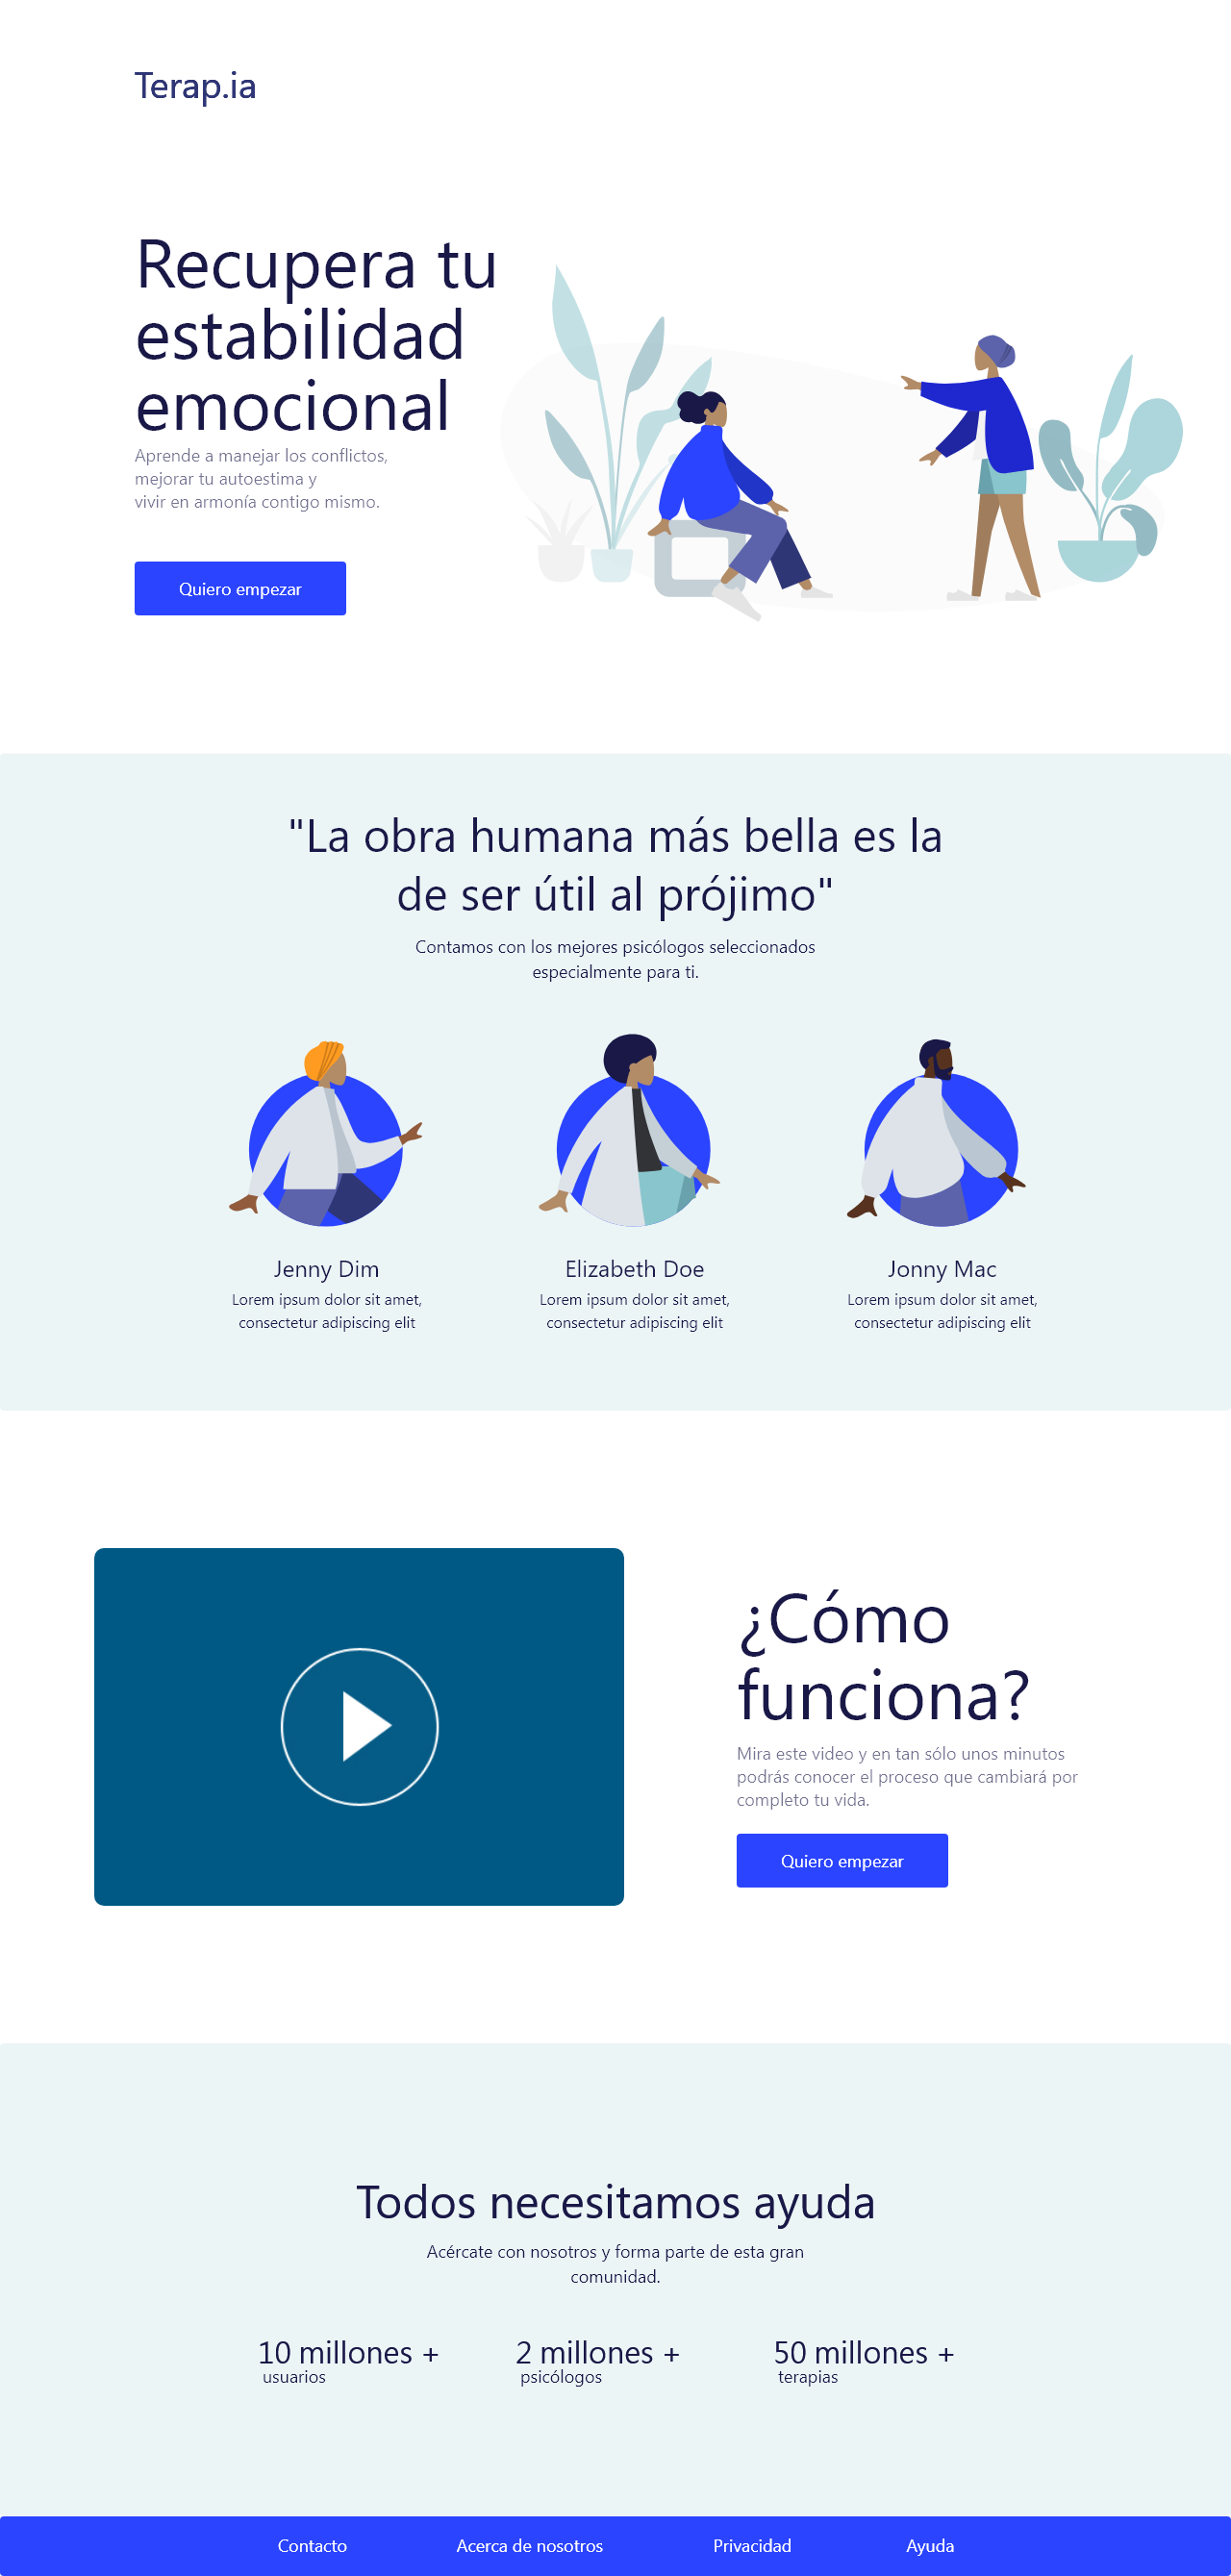 Terap.ia
Recupera tu
estabilidad
emocional
Aprende a manejar los conflictos,
mejorar tu autoestima y
vivir en armonía contigo mismo.
Quiero empezar
"La obra humana más bella es la
de ser útil al prójimo"
Contamos con los mejores psicólogos seleccionados
especialmente para ti.
Jenny Dim
Lorem ipsum dolor sit amet,
consectetur adipiscing elit
Elizabeth Doe
Lorem ipsum dolor sit amet,
consectetur adipiscing elit
Jonny Mac
Lorem ipsum dolor sit amet,
consectetur adipiscing elit
¿Cómo
funciona?
Mira este video y en tan sólo unos minutos
podrás conocer el proceso que cambiará por
completo tu vida.
Quiero empezar
Todos necesitamos ayuda
Acércate con nosotros y forma parte de esta gran
comunidad.
10 millones +
usuarios
2 millones +
psicólogos
50 millones +
terapias
Contacto
Acerca de nosotros
Privacidad
Ayuda